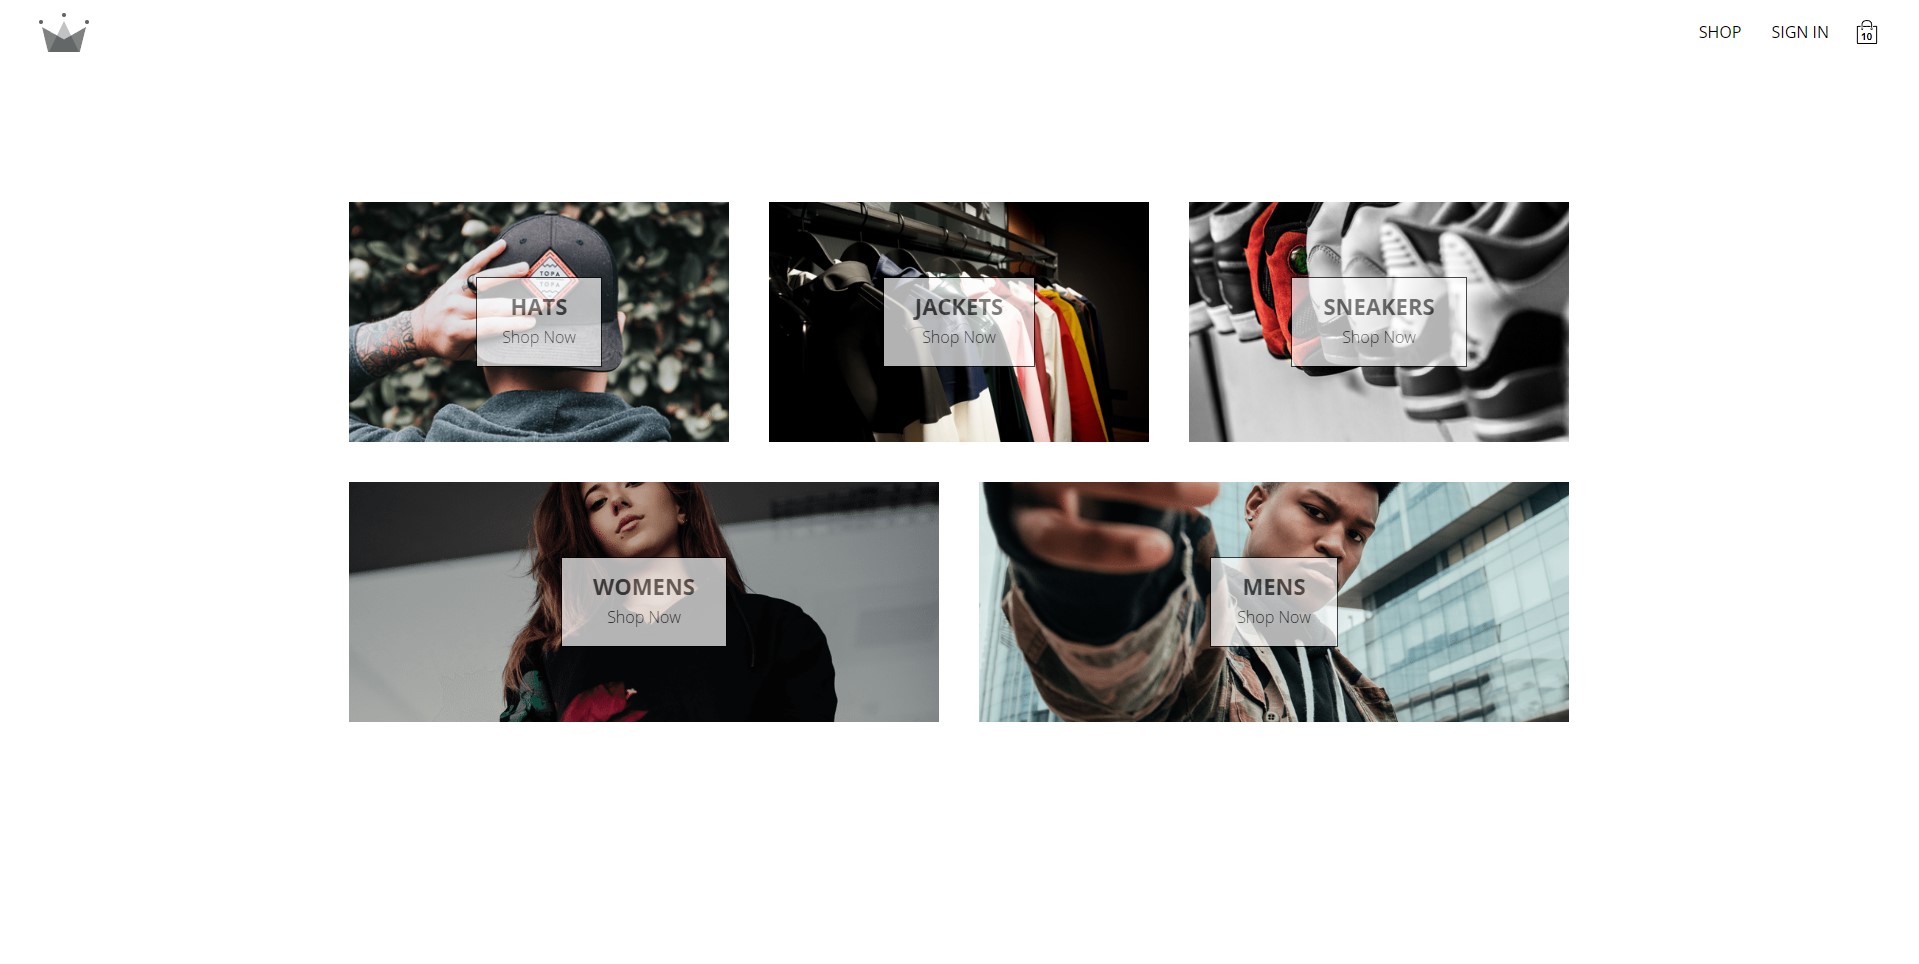 SHOP SIGN IN 10
TOPA
TOPA
HATS
Shop Now
JACKETS
Shop Now
SNEAKERS
Shop Now
WOMENS
Shop Now
MENS
Shop Now